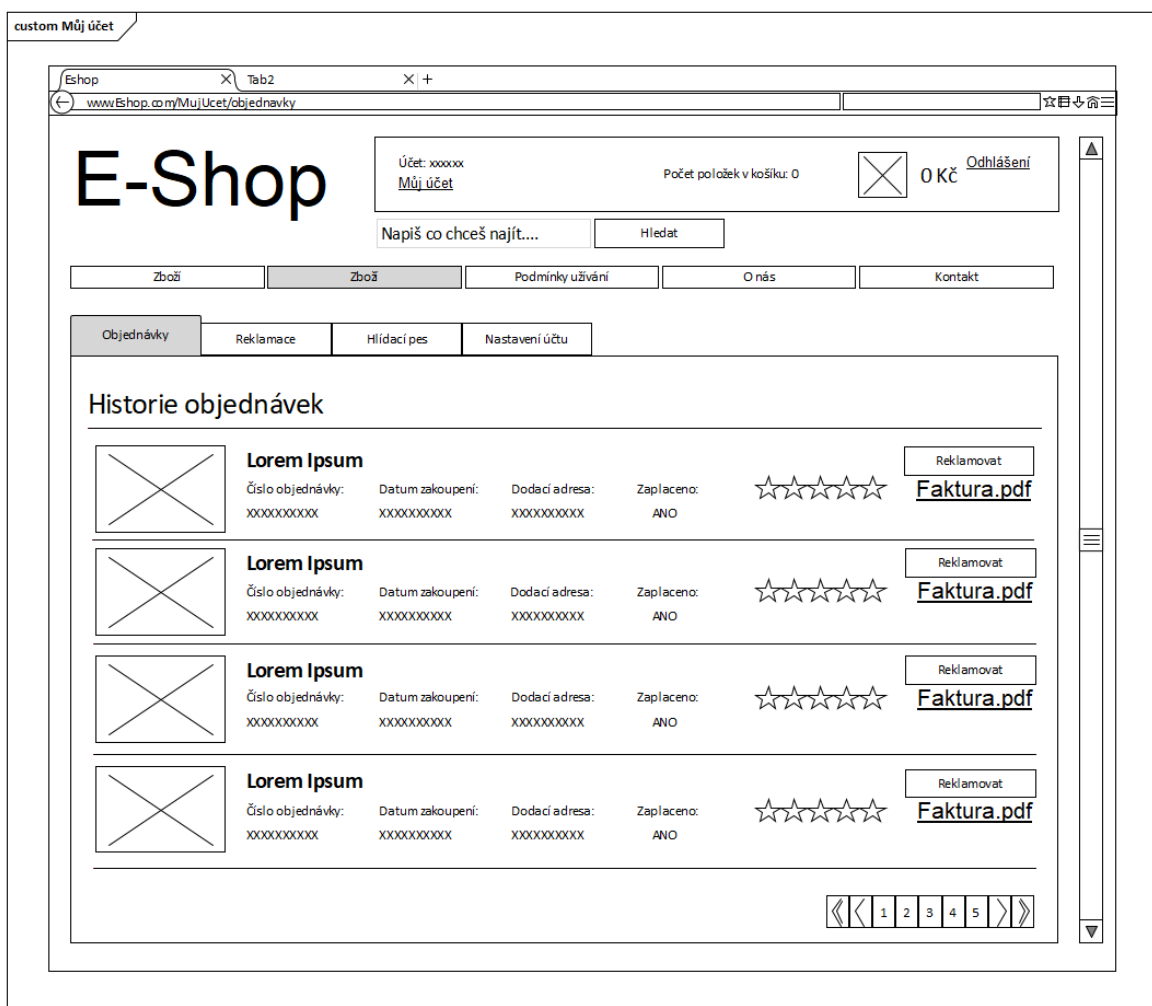 custom Můj účet
Eshop
Tab2
www.Eshop.com/MujUcet/objednavky
E-Shop
Účet: xxxxxx
Můj účet
Počet položek v košíku: 0
0 Kč
Odhlášení
Napiš co chceš najít....
Hledat
Zboží
Zboží
Podmínky užívání
O nás
Kontakt
Objednávky
Reklamace
Hlídací pes
Nastavení účtu
Historie objednávek
Lorem Ipsum
Číslo objednávky: Datum zakoupení: Dodací adresa: Zaplaceno:
XXXXXXXXXX XXXXXXXXXX XXXXXXXXXX ANO
Reklamovat
Faktura.pdf
Lorem Ipsum
Číslo objednávky: Datum zakoupení: Dodací adresa: Zaplaceno:
XXXXXXXXXX XXXXXXXXXX XXXXXXXXXX ANO
Reklamovat
Faktura.pdf
Lorem Ipsum
Číslo objednávky: Datum zakoupení: Dodací adresa: Zaplaceno:
XXXXXXXXXX XXXXXXXXXX XXXXXXXXXX ANO
Reklamovat
Faktura.pdf
Lorem Ipsum
Číslo objednávky: Datum zakoupení: Dodací adresa: Zaplaceno:
XXXXXXXXXX XXXXXXXXXX XXXXXXXXXX ANO
Reklamovat
Faktura.pdf
1 2 3 4 5